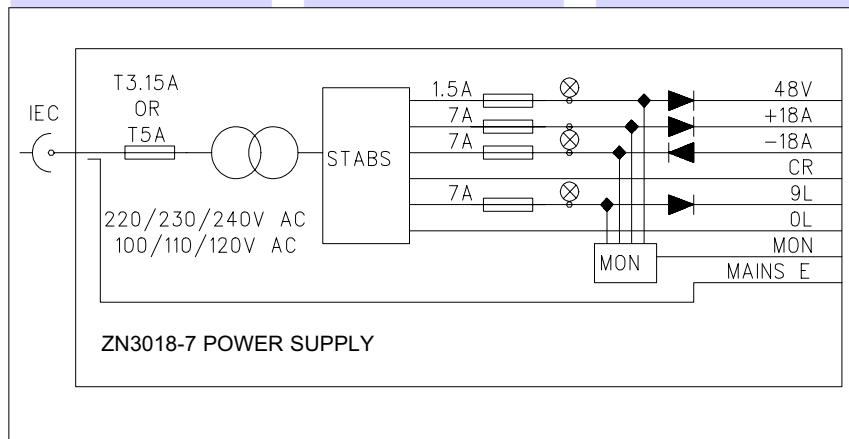 IEC
T3.15A
OR
T5A
220/230/240V AC
100/110/120V AC
STABS
1.5A
7A
7A
7A
48V
+18A
-18A
CR
9L
0L
MON
MAINS E
MON
ZN3018-7 POWER SUPPLY